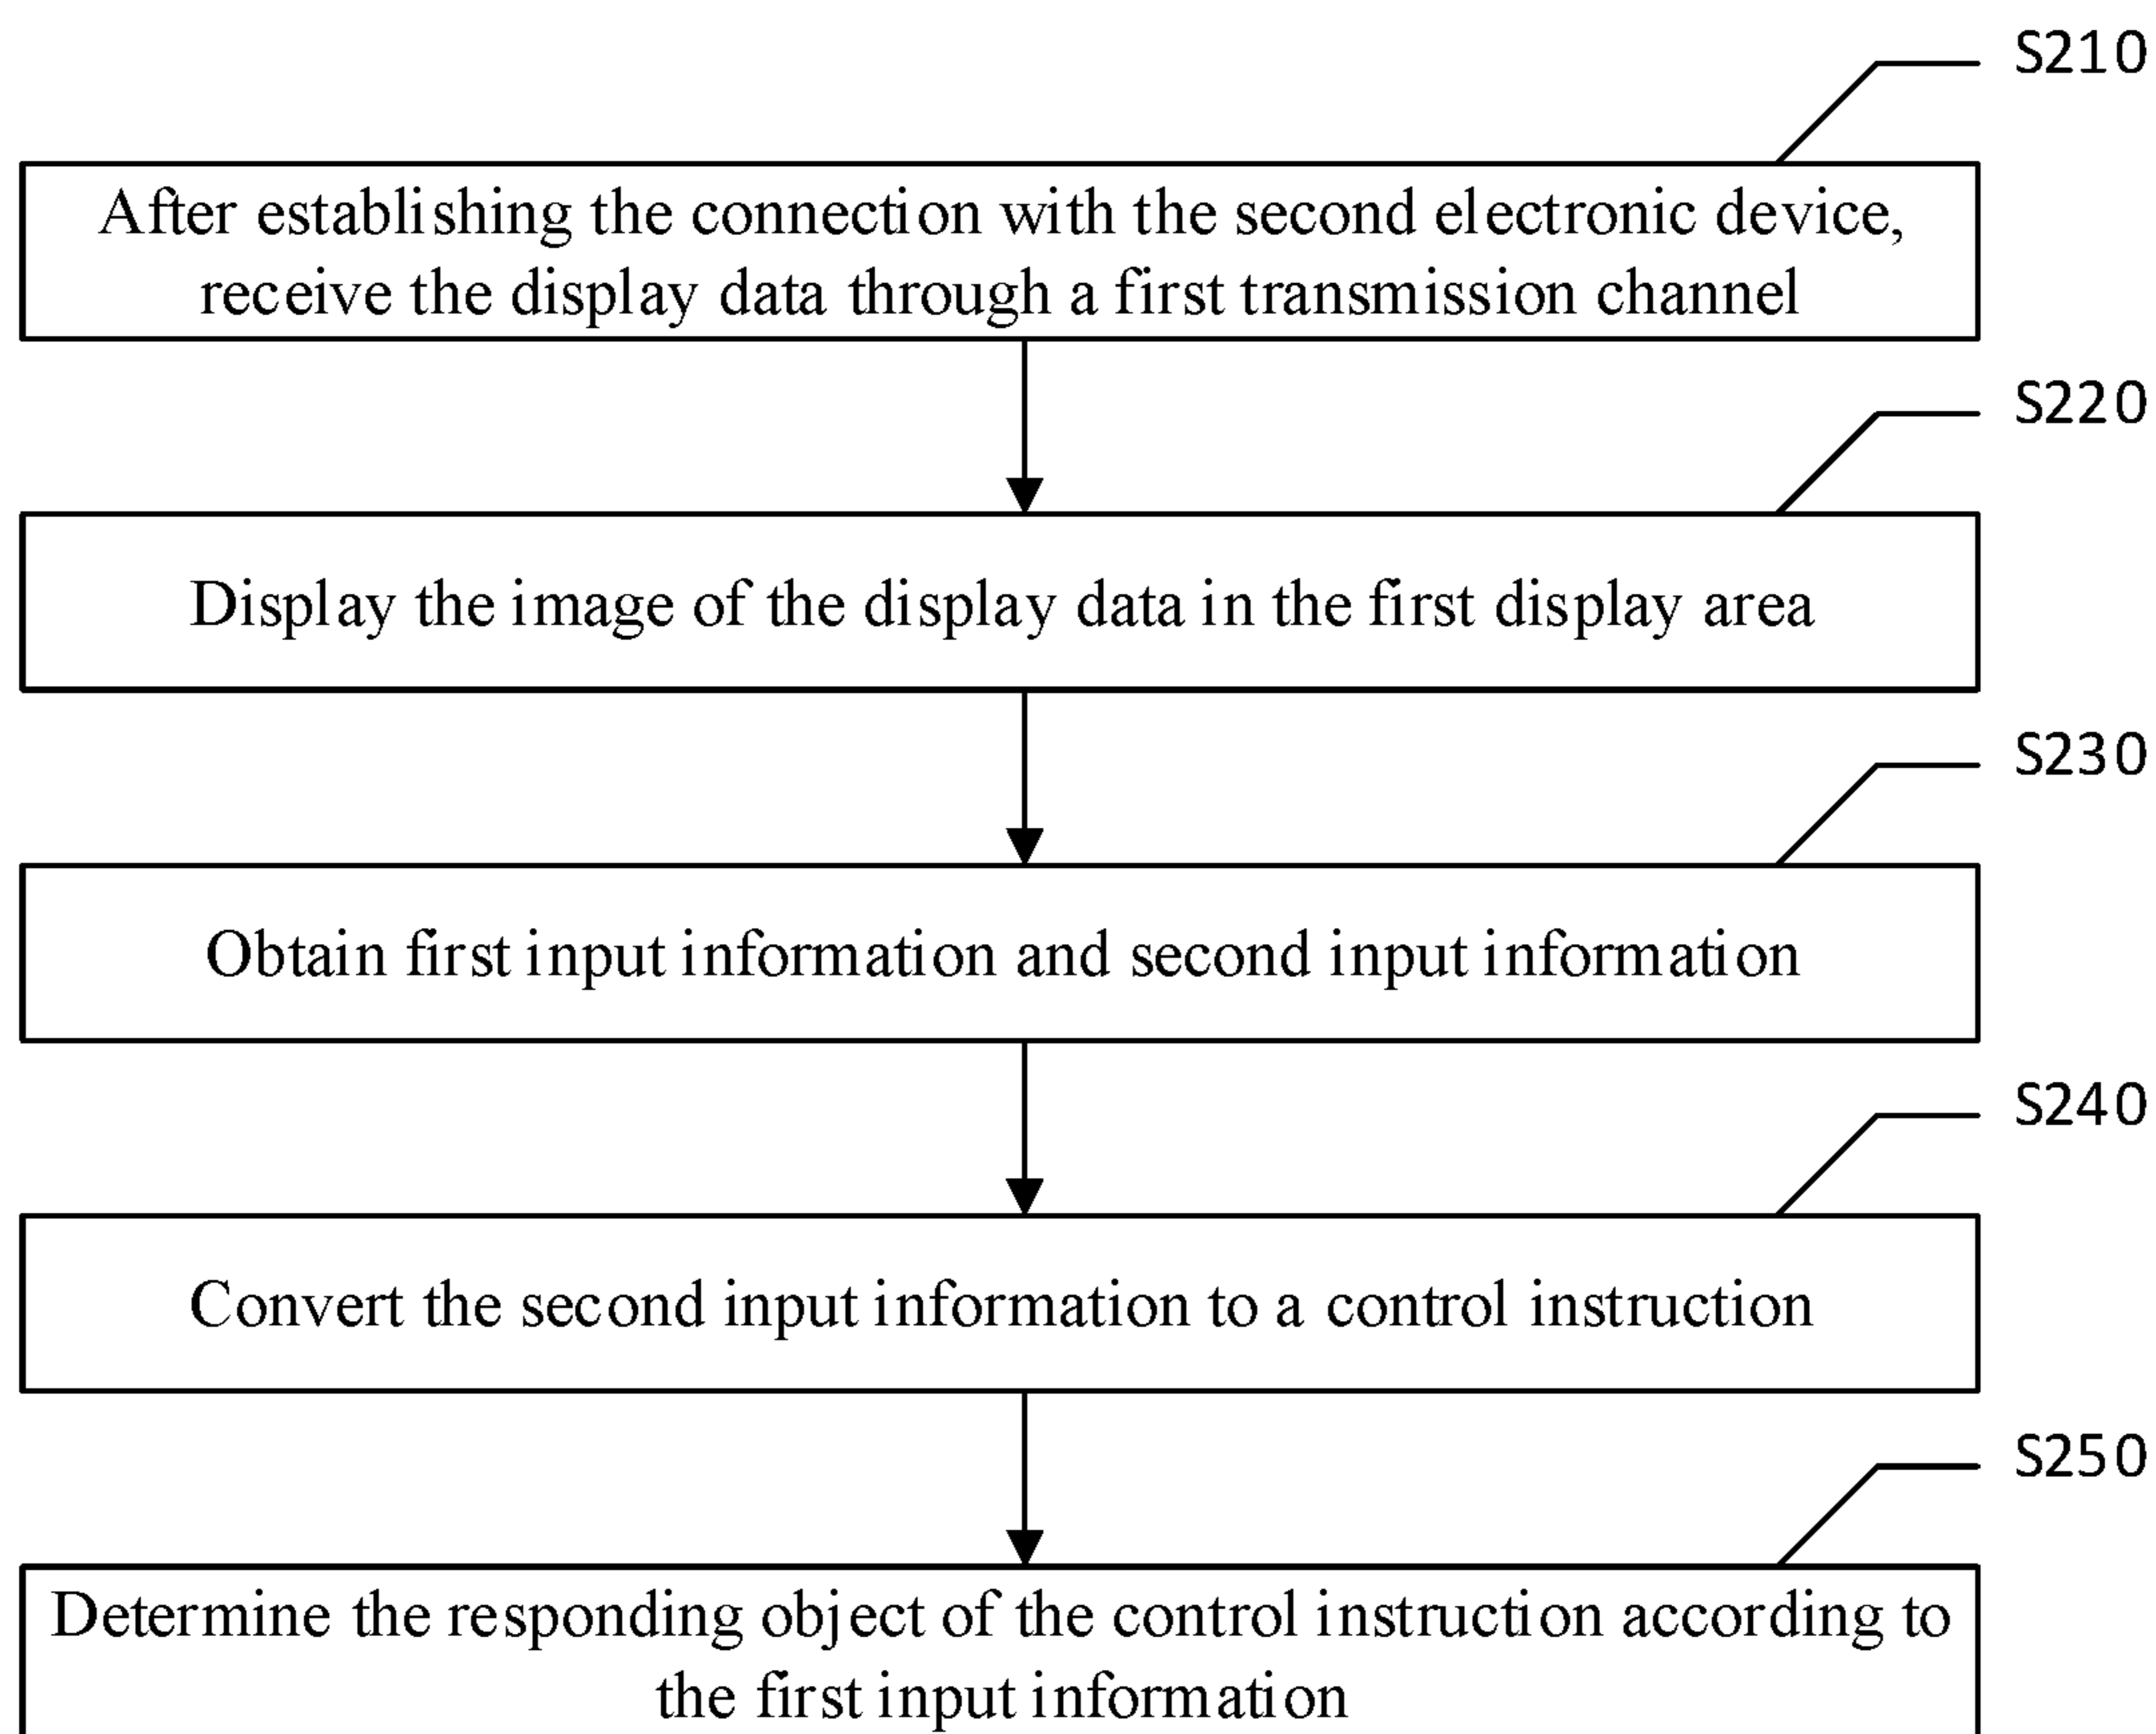 S210
After establishing the connection with the second electronic device,
receive the display data through a first transmission channel
S220
Display the image of the display data in the first display area
S230
Obtain first input information and second input information
S240
Convert the second input information to a control instruction
S250
Determine the responding object of the control instruction according to
the first input information